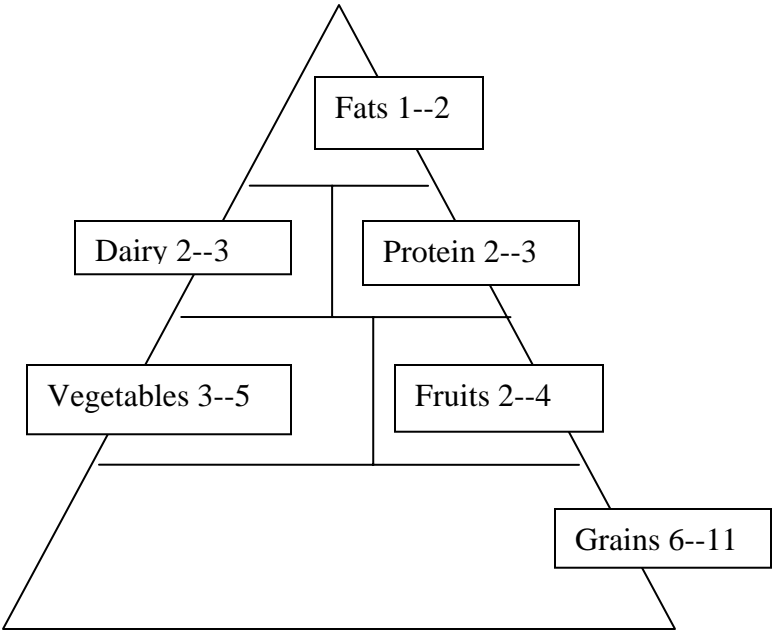 Fats 1--2
Dairy 2--3
Protein 2--3
Vegetables 3--5
Fruits 2--4
Grains 6--11